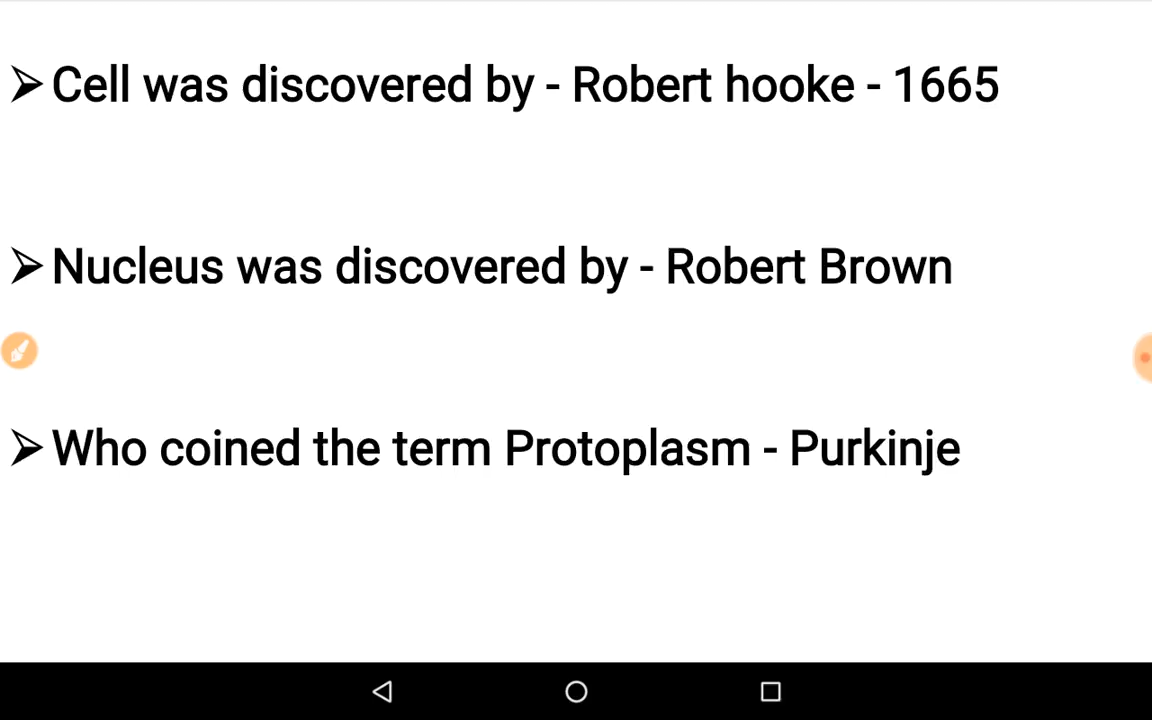 ➢ Cell was discovered by - Robert hooke - 1665
➢ Nucleus was discovered by - Robert Brown
➢ Who coined the term Protoplasm - Purkinje